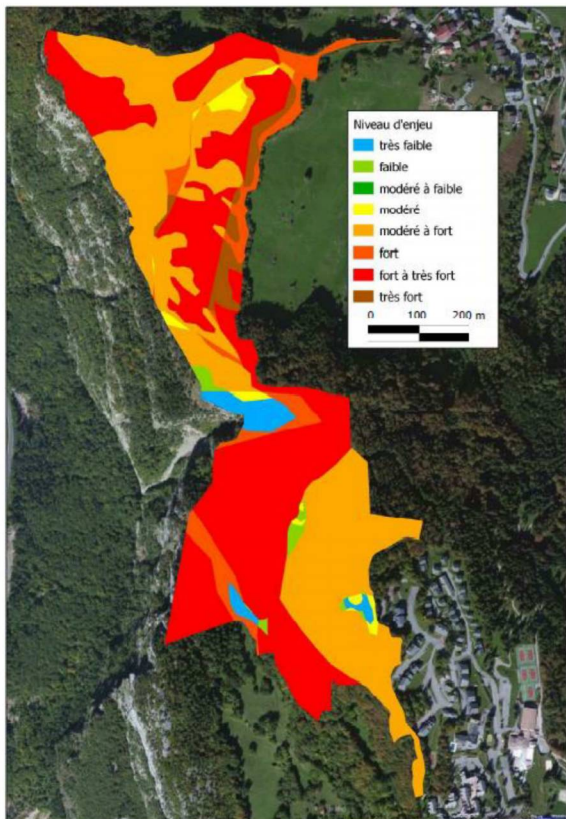 Niveau d'enjeu
très faible
faible
modéré à faible
modéré
modéré à fort
fort
fort à très fort
très fort
0 100 200 m